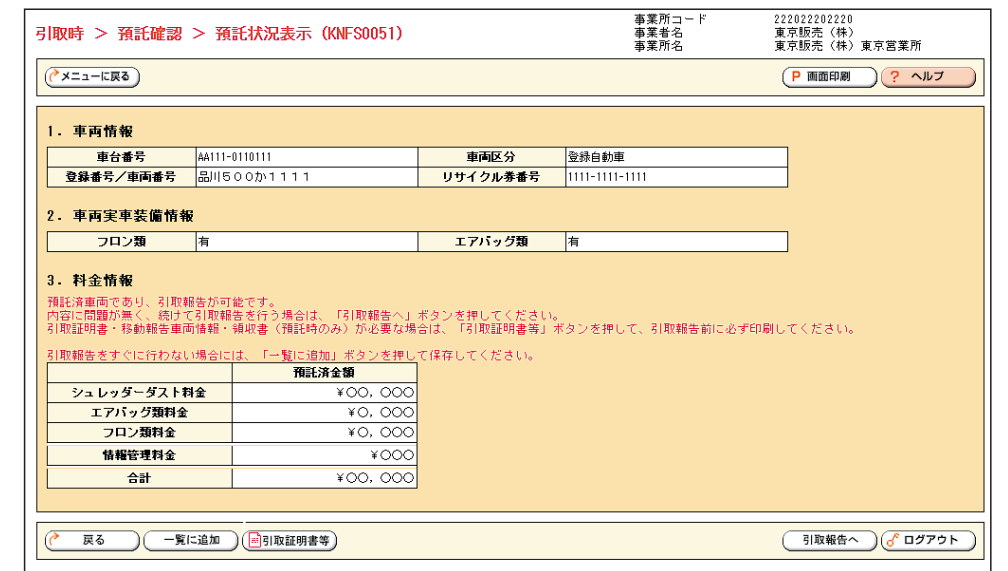 引取時 ＞ 預託確認 ＞ 預託状況表示 (KNFS0051)
事業所コード 222022202220
事業者名 東京販売（株）
事業所名 東京販売（株）東京営業所
メニューに戻る P 画面印刷 ? ヘルプ
1. 車両情報
車台番号 AA111-0110111 車両区分 登録自動車
登録番号／車両番号 品川５００か１１１１ リサイクル券番号 1111-1111-1111
2. 車両実車装備情報
フロン類 有 エアバッグ類 有
3. 料金情報
預託済車両であり、引取報告が可能です。
内容に問題が無く、続けて引取報告を行う場合は、「引取報告へ」ボタンを押してください。
引取証明書・移動報告車両情報・領収書（預託時のみ）が必要な場合は、「引取証明書等」ボタンを押して、引取報告前に必ず印刷してください。
引取報告をすぐに行わない場合には、「一覧に追加」ボタンを押して保存してください。
預託済金額
シュレッダーダスト料金 ￥〇〇,〇〇〇
エアバッグ類料金 ￥〇,〇〇〇
フロン類料金 ￥〇,〇〇〇
情報管理料金 ￥〇〇〇
合計 ￥〇〇,〇〇〇
戻る 一覧に追加 引取証明書等 引取報告へ ログアウト